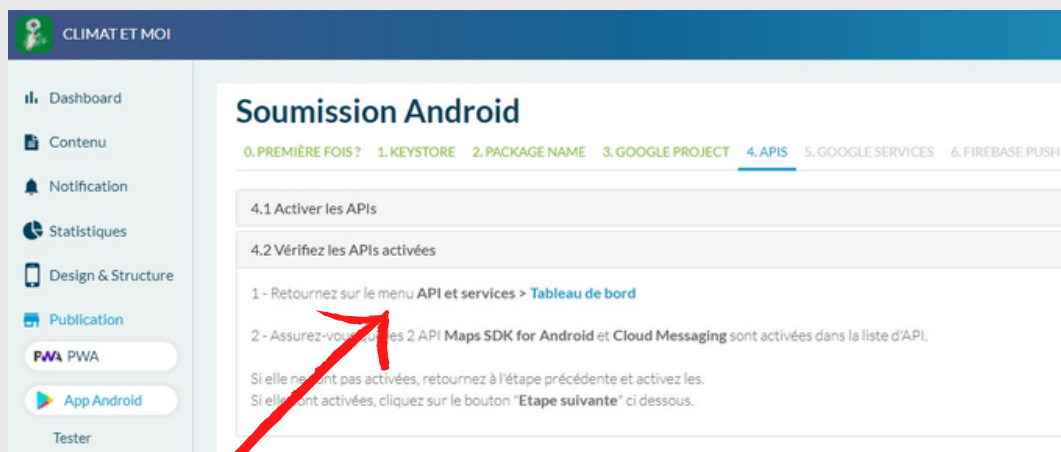 CLIMAT ET MOI
Dashboard
Contenu
Notification
Statistiques
Design & Structure
Publication
PWA PWA
App Android
Tester
Soumission Android
0. PREMIÈRE FOIS ? 1. KEYSTORE 2. PACKAGE NAME 3. GOOGLE PROJECT 4. APIS 5. GOOGLE SERVICES 6. FIREBASE PUSH
4.1 Activer les APIs
4.2 Vérifiez les APIs activées
1 - Retournez sur le menu API et services > Tableau de bord
2 - Assurez-vous que les 2 API Maps SDK for Android et Cloud Messaging sont activées dans la liste d'API.
Si elle ne sont pas activées, retournez à l'étape précédente et activez les.
Si elle sont activées, cliquez sur le bouton "Etape suivante" ci dessous.